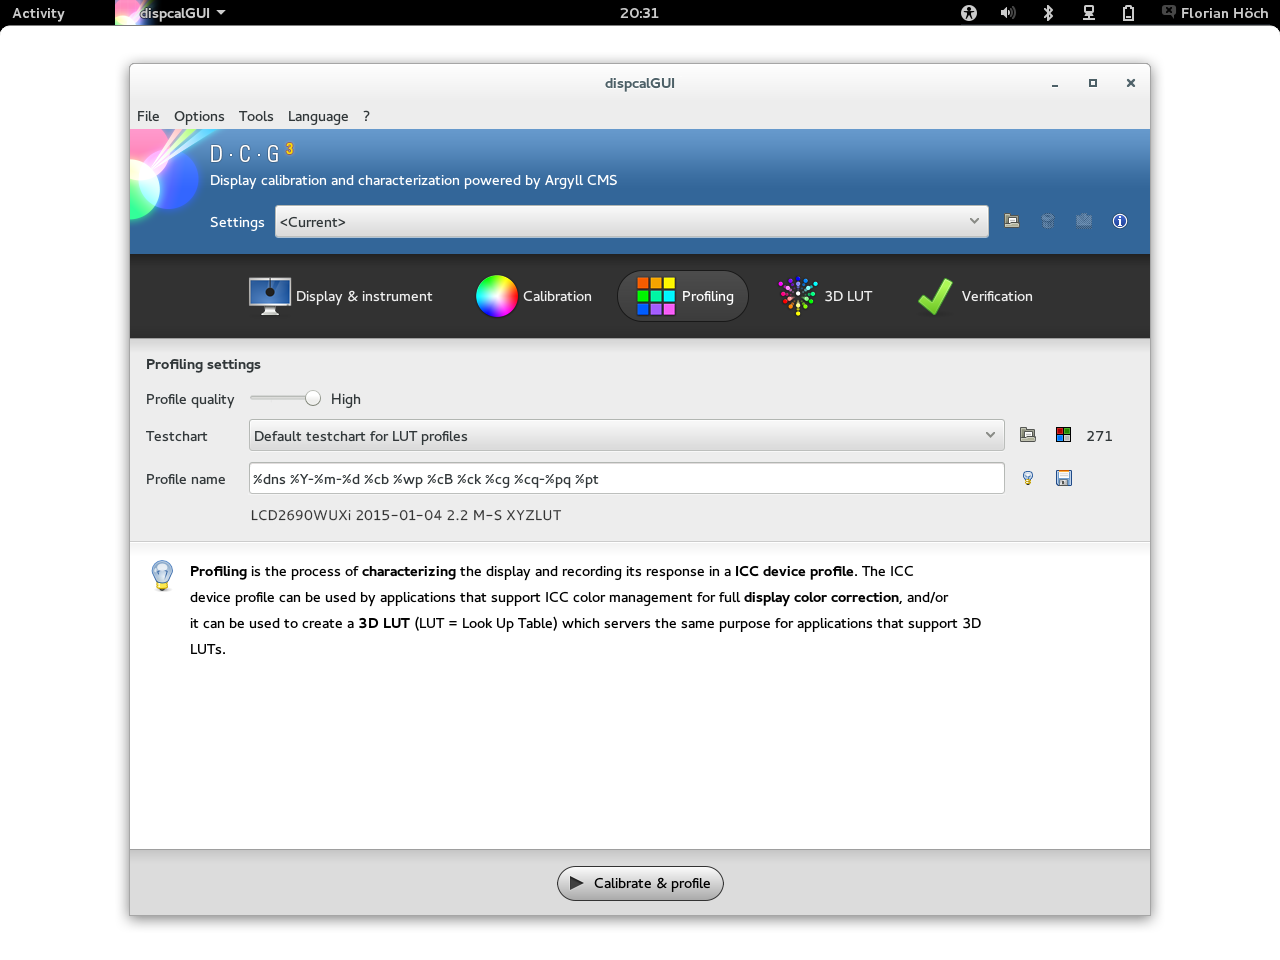 Activity dispcalGUI 20:31 Florian Höch
dispcalGUI
File Options Tools Language ?
D·C·G 3
Display calibration and characterization powered by Argyll CMS
Settings <Current>
Display & instrument Calibration Profiling 3D LUT Verification
Profiling settings
Profile quality High
Testchart Default testchart for LUT profiles 271
Profile name %dns %Y-%m-%d %cb %wp %cB %ck %cg %cq-%pq %pt
LCD2690WUXi 2015-01-04 2.2 M-S XYZLUT
Profiling is the process of characterizing the display and recording its response in a ICC device profile. The ICC
device profile can be used by applications that support ICC color management for full display color correction, and/or
it can be used to create a 3D LUT (LUT = Look Up Table) which servers the same purpose for applications that support 3D
LUTs.
Calibrate & profile